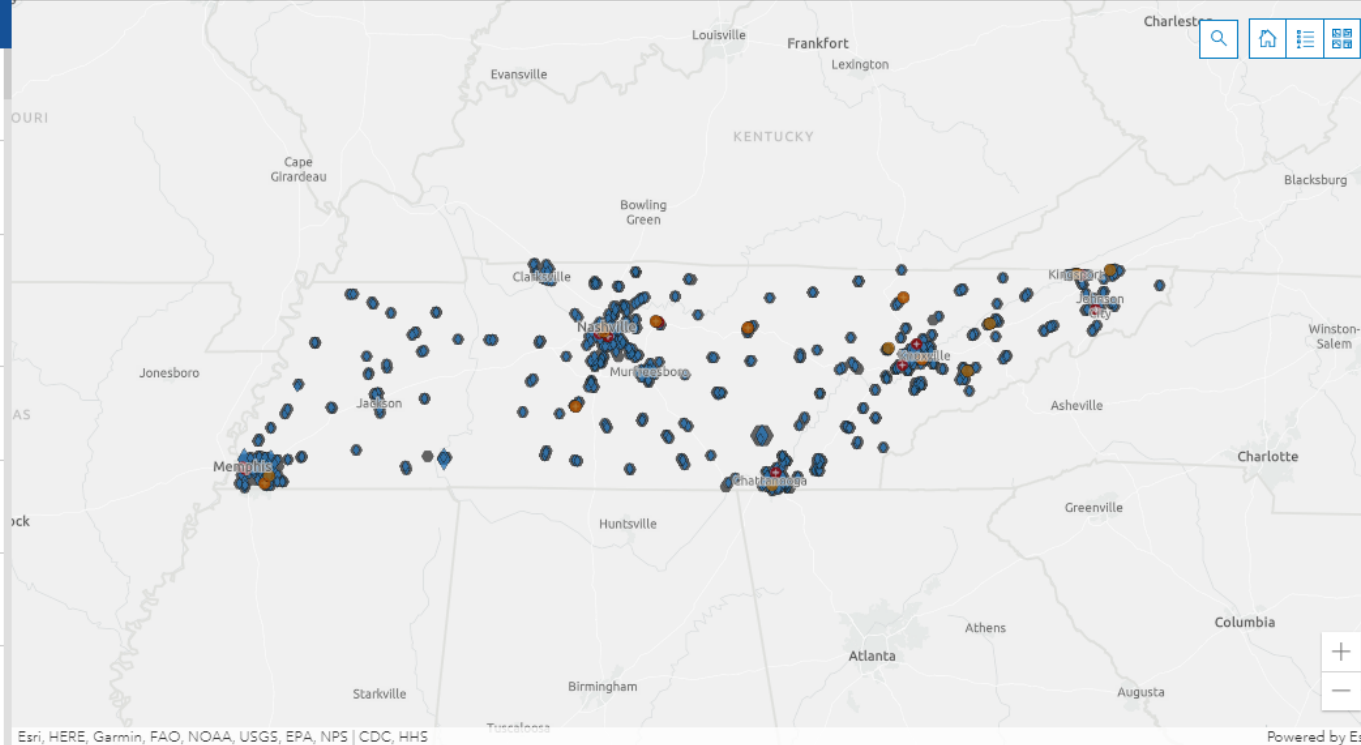 Charlest
Louisville
Frankfort
Lexington
Evansville
OURI
KENTUCKY
Cape
Girardeau
Blacksburg
Bowling
Green
Clarksville
Kingsport
Johnson
City
Nashville
Winston-
Salem
Knoxville
Jonesboro
Murfreesboro
Jackson
Asheville
AS
Memphis
Charlotte
Chattanooga
ock
Huntsville
Greenville
Columbia
Athens
Atlanta
Birmingham
Starkville
Augusta
Tuscaloosa
Esri, HERE, Garmin, FAO, NOAA, USGS, EPA, NPS | CDC, HHS
Powered by Es